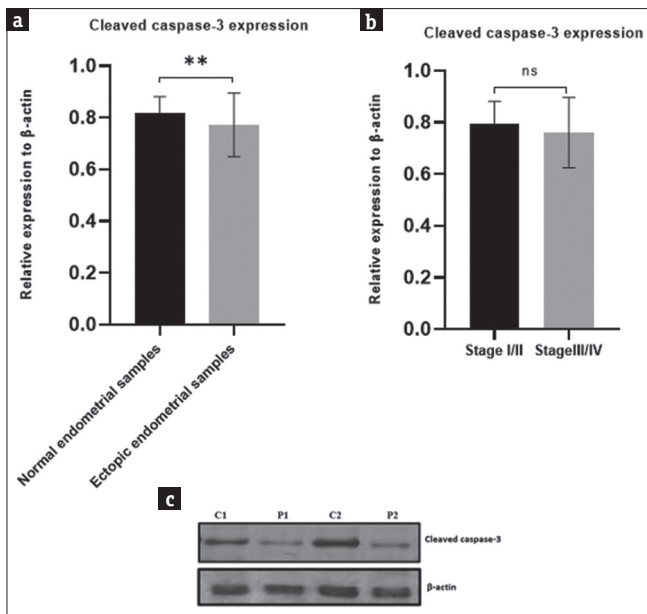 a
Cleaved caspase-3 expression
Relative expression to β-actin
1.0
0.8
0.6
0.4
0.2
0.0
**
Normal endometrial samples
Ectopic endometrial samples
b
Cleaved caspase-3 expression
Relative expression to β-actin
1.0
0.8
0.6
0.4
0.2
0.0
ns
Stage I/II StageIII/IV
c
C1 P1 C2 P2
Cleaved caspase-3
β-actin